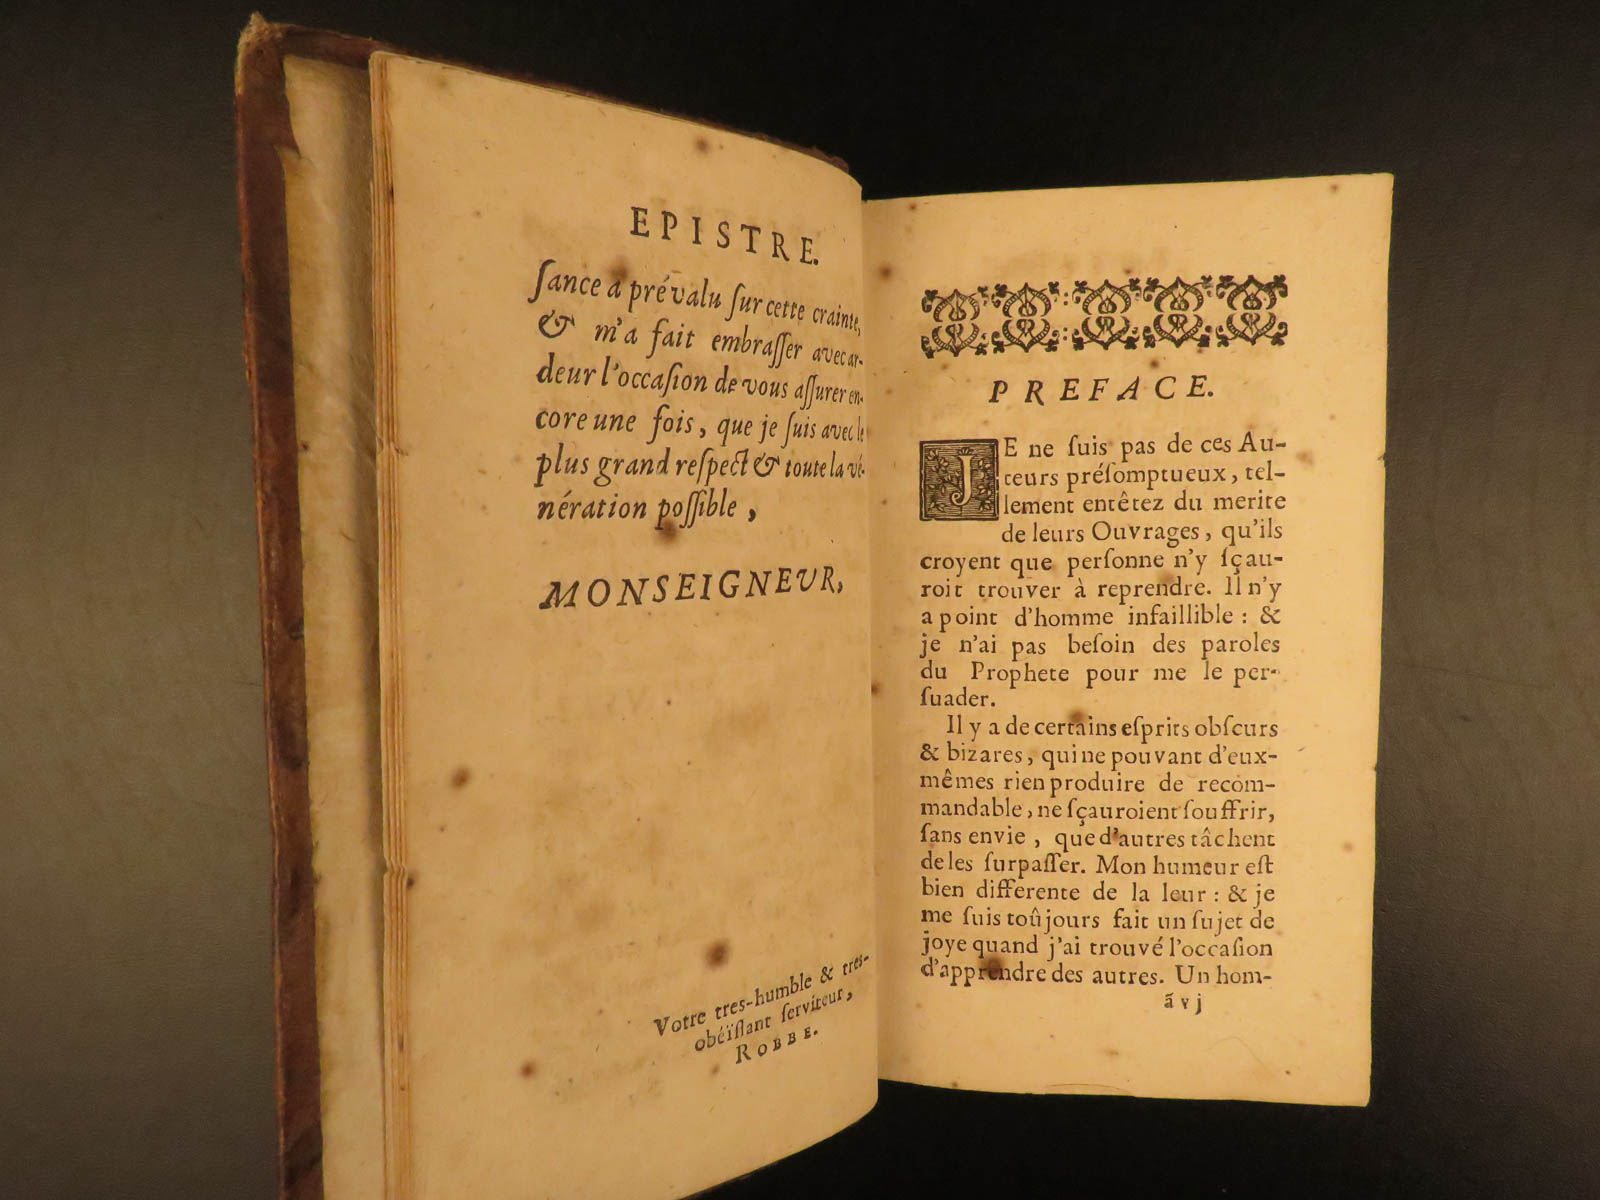 EPISTRE.
ſance a prévalu ſur cette crainte,
& m'a fait embraſſer avec ar-
deur l'occaſion de vous aſſurer en-
core une fois, que je ſuis avec le
plus grand reſpect & toute la vé-
nération poſſible,
MONSEIGNEUR,
Votre tres-humble & tres-
obéïſſant ſerviteur,
ROBBE.
PREFACE.
JE ne ſuis pas de ces Au-
teurs préſomptueux, tel-
lement entêtez du merite
de leurs Ouvrages, qu'ils
croyent que perſonne n'y ſçau-
roit trouver à reprendre. Il n'y
a point d'homme infaillible : &
je n'ai pas beſoin des paroles
du Prophete pour me le per-
ſuader.
Il y a de certains eſprits obſcurs
& bizares, qui ne pouvant d'eux-
mêmes rien produire de recom-
mandable, ne ſçauroient ſouffrir,
ſans envie, que d'autres tâchent
de les ſurpaſſer. Mon humeur eſt
bien differente de la leur : & je
me ſuis toûjours fait un ſujet de
joye quand j'ai trouvé l'occaſion
d'apprendre des autres. Un hom-
ã vj